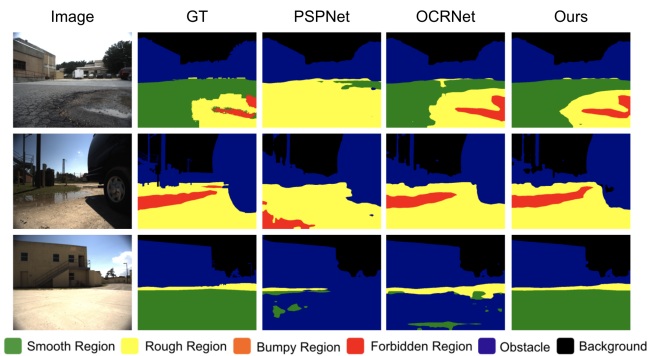 Image GT PSPNet OCRNet Ours
Smooth Region Rough Region Bumpy Region Forbidden Region Obstacle Background